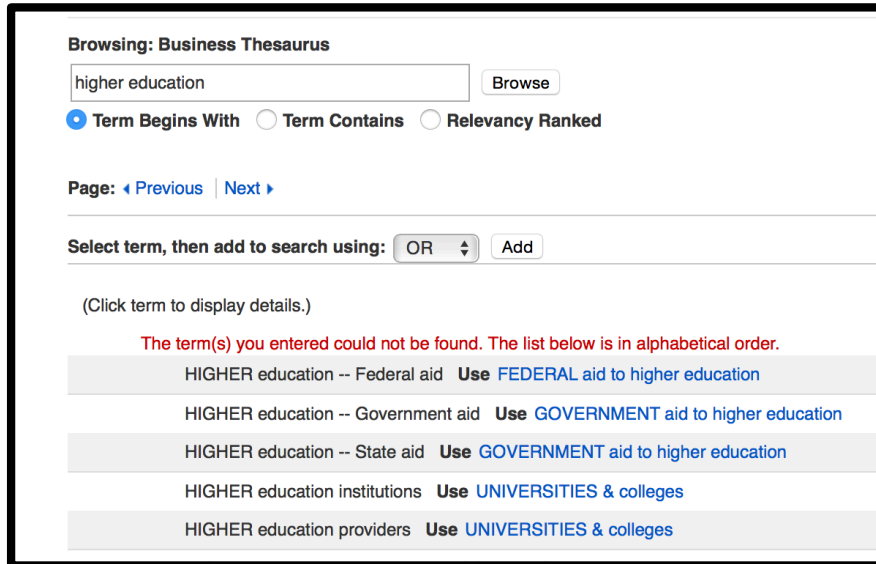 Browsing: Business Thesaurus
higher education Browse
Term Begins With Term Contains Relevancy Ranked
Page: Previous Next
Select term, then add to search using: OR Add
(Click term to display details.)
The term(s) you entered could not be found. The list below is in alphabetical order.
HIGHER education -- Federal aid Use FEDERAL aid to higher education
HIGHER education -- Government aid Use GOVERNMENT aid to higher education
HIGHER education -- State aid Use GOVERNMENT aid to higher education
HIGHER education institutions Use UNIVERSITIES & colleges
HIGHER education providers Use UNIVERSITIES & colleges